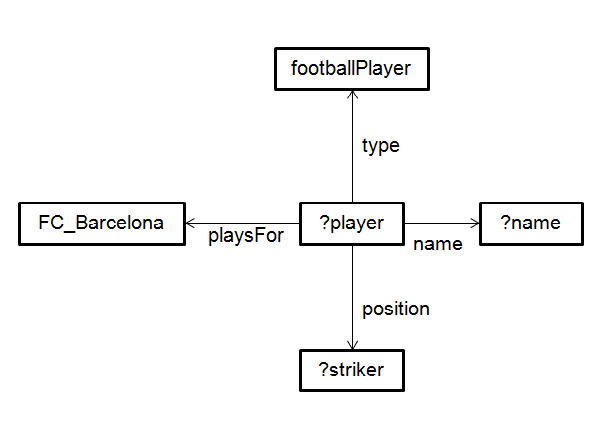 footballPlayer
type
FC_Barcelona
playsFor
?player
name
?name
position
?striker